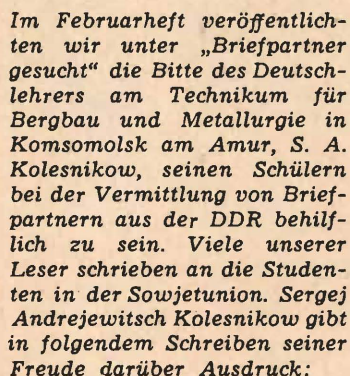 Im Februarheft veröffentlich-
ten wir unter „Briefpartner
gesucht“ die Bitte des Deutsch-
lehrers am Technikum für
Bergbau und Metallurgie in
Komsomolsk am Amur, S. A.
Kolesnikow, seinen Schülern
bei der Vermittlung von Brief-
partnern aus der DDR behilf-
lich zu sein. Viele unserer
Leser schrieben an die Studen-
ten in der Sowjetunion. Sergej
Andrejewitsch Kolesnikow gibt
in folgendem Schreiben seiner
Freude darüber Ausdruck: